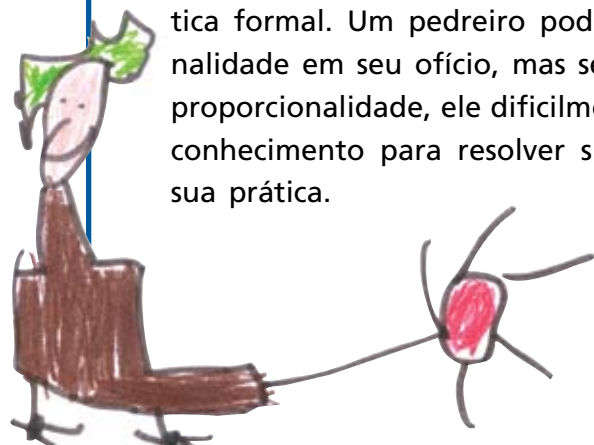 tica formal. Um pedreiro pod
nalidade em seu ofício, mas se
proporcionalidade, ele dificilme
conhecimento para resolver s
sua prática.